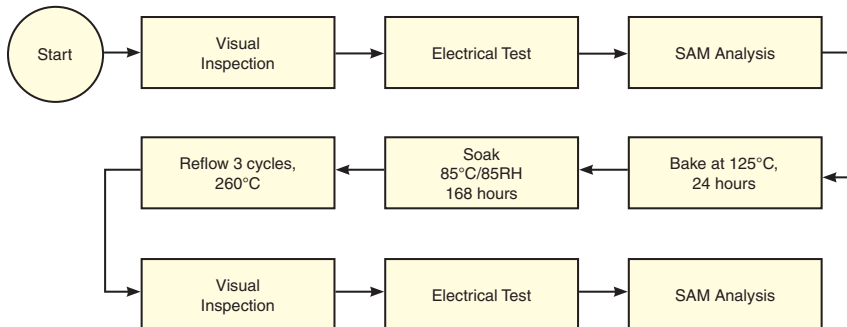 Start
Visual
Inspection
Electrical Test
SAM Analysis
Bake at 125°C,
24 hours
Soak
85°C/85RH
168 hours
Reflow 3 cycles,
260°C
Visual
Inspection
Electrical Test
SAM Analysis